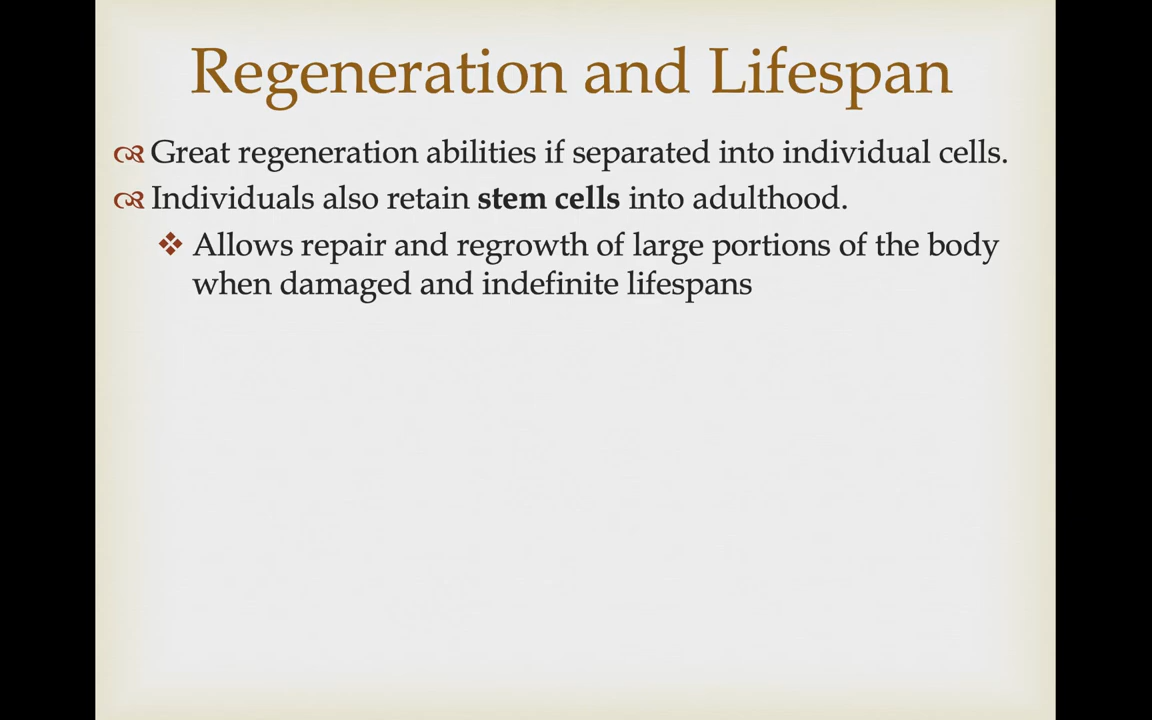 Regeneration and Lifespan
Great regeneration abilities if separated into individual cells.
Individuals also retain stem cells into adulthood.
Allows repair and regrowth of large portions of the body
when damaged and indefinite lifespans